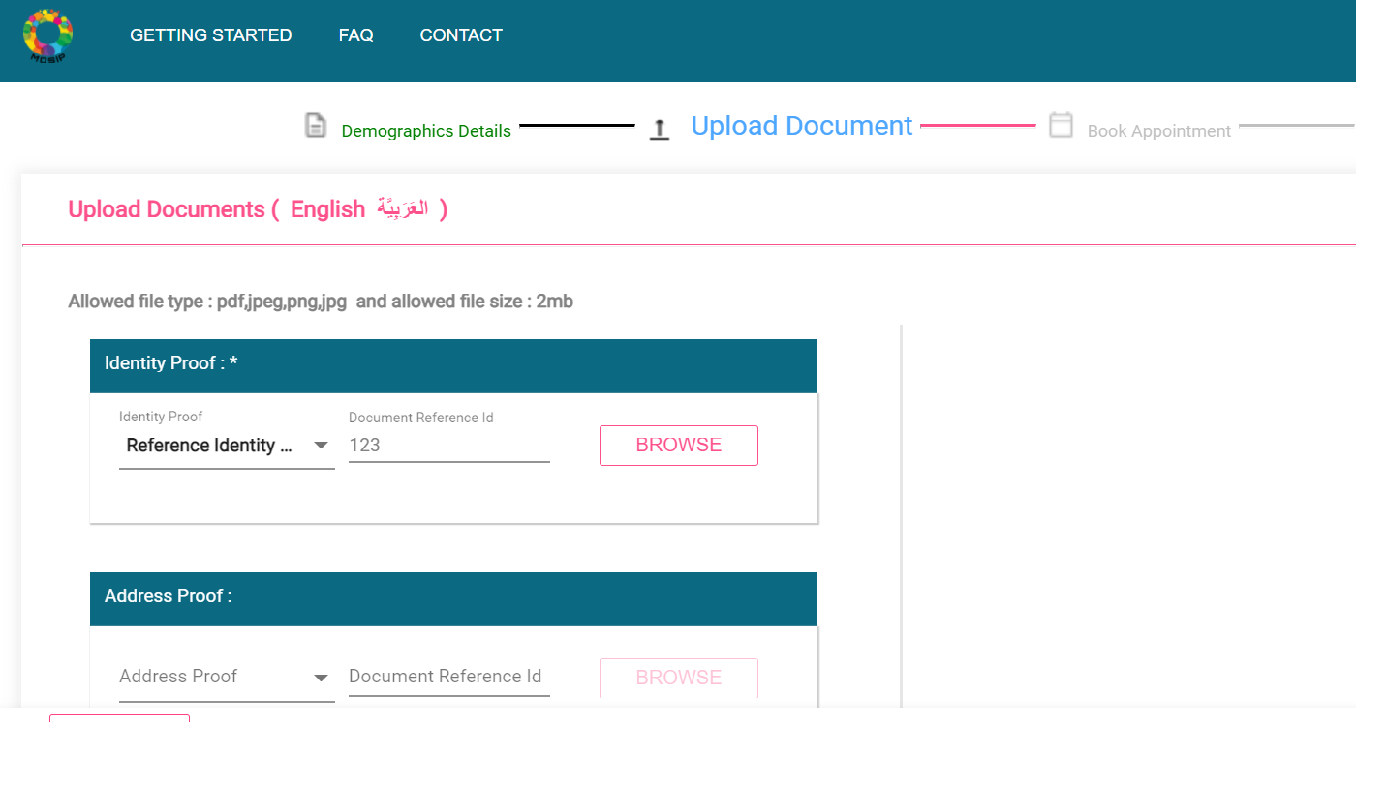 MOSIP
GETTING STARTED FAQ CONTACT
Demographics Details Upload Document Book Appointment
Upload Documents ( English العَرَبِيَّة )
Allowed file type : pdf,jpeg,png,jpg and allowed file size : 2mb
Identity Proof : *
Identity Proof Document Reference Id
Reference Identity ... 123 BROWSE
Address Proof :
Address Proof Document Reference Id BROWSE